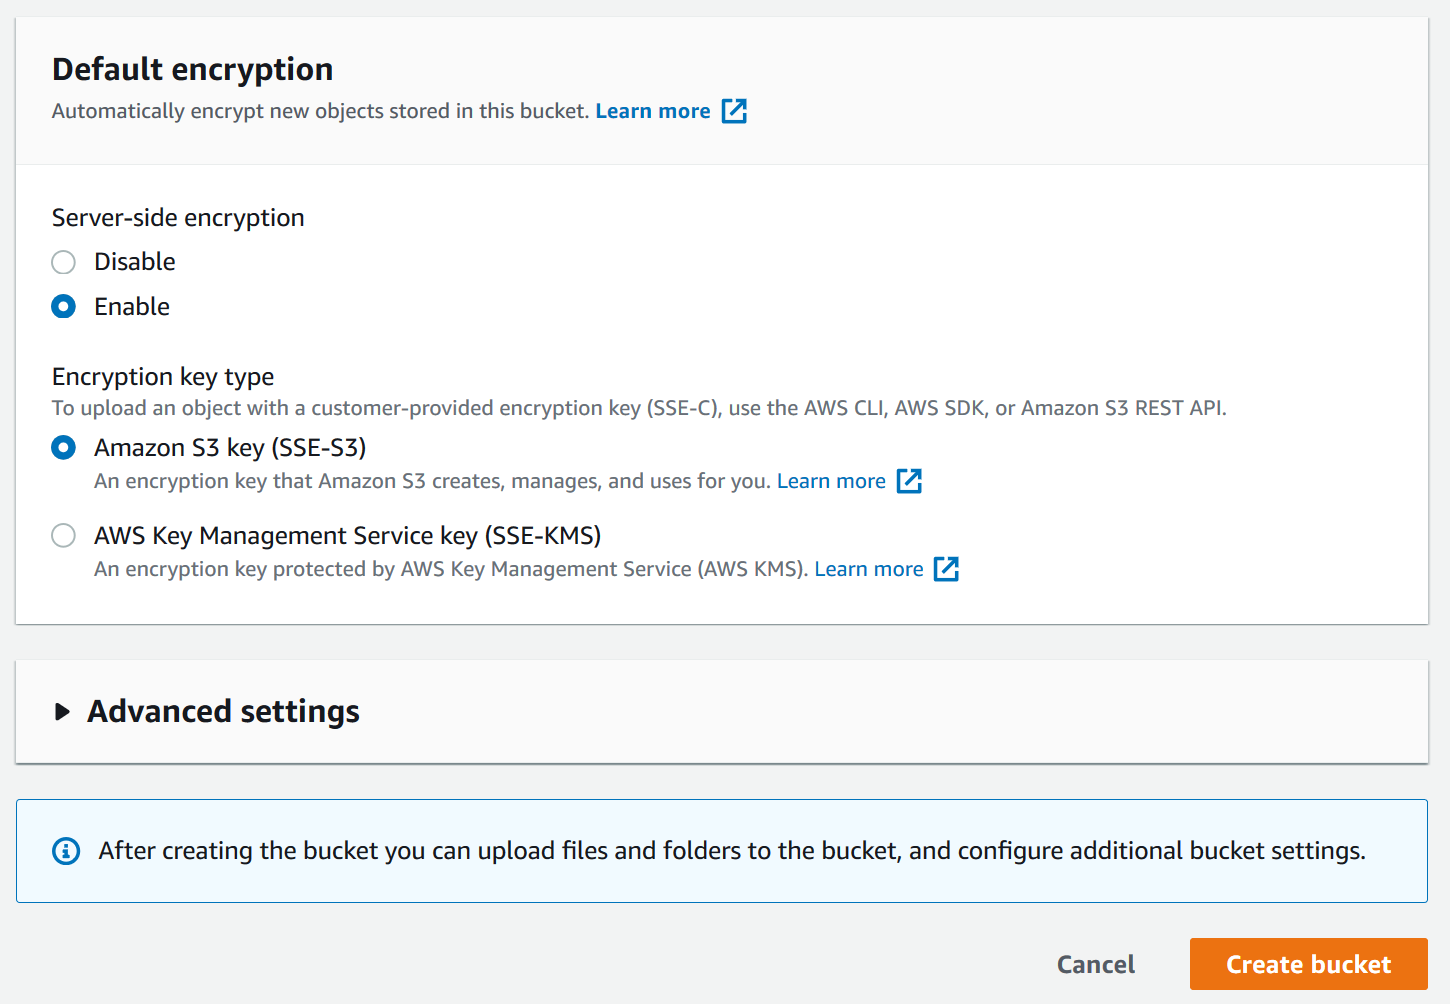 Default encryption
Automatically encrypt new objects stored in this bucket. Learn more
Server-side encryption
Disable
Enable
Encryption key type
To upload an object with a customer-provided encryption key (SSE-C), use the AWS CLI, AWS SDK, or Amazon S3 REST API.
Amazon S3 key (SSE-S3)
An encryption key that Amazon S3 creates, manages, and uses for you. Learn more
AWS Key Management Service key (SSE-KMS)
An encryption key protected by AWS Key Management Service (AWS KMS). Learn more
Advanced settings
After creating the bucket you can upload files and folders to the bucket, and configure additional bucket settings.
Cancel Create bucket